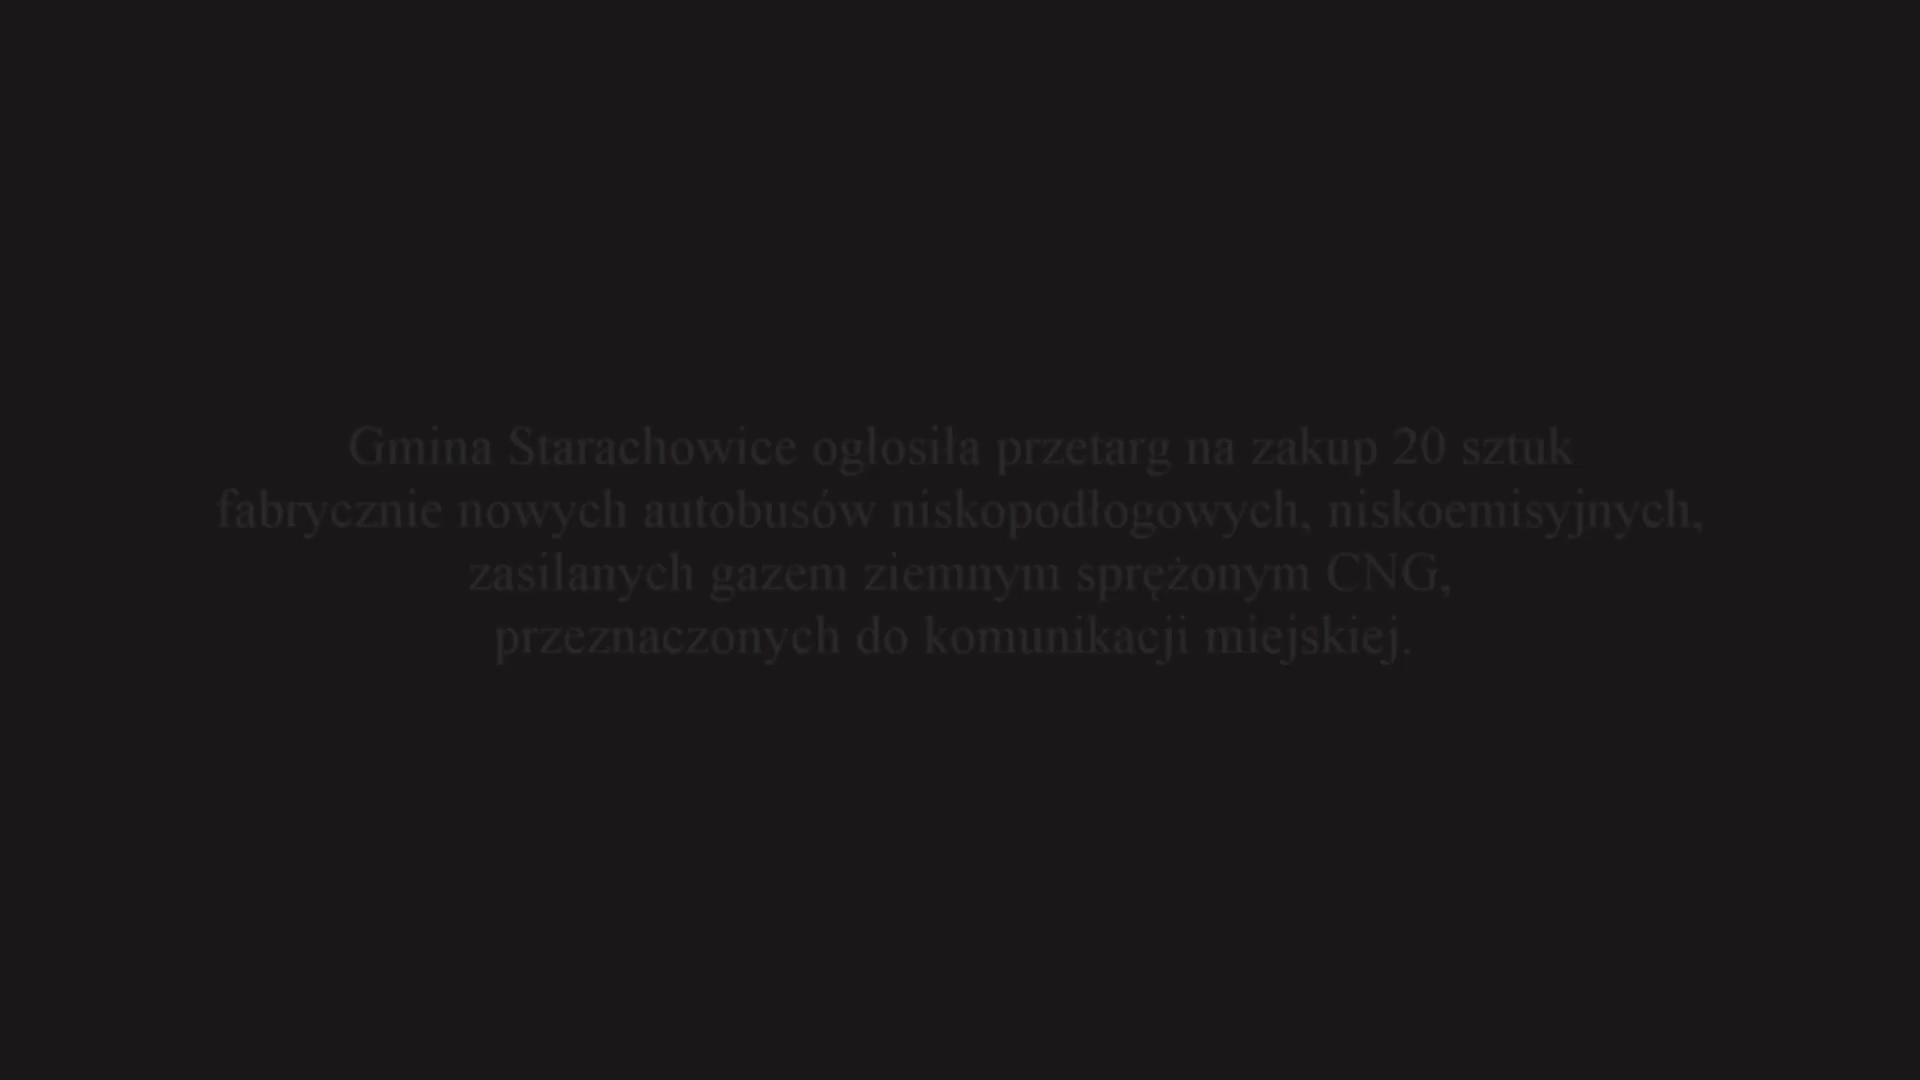 Gmina Starachowice ogłosiła przetarg na zakup 20 sztuk
fabrycznie nowych autobusów niskopodłogowych, niskoemisyjnych,
zasilanych gazem ziemnym sprężonym CNG,
przeznaczonych do komunikacji miejskiej.